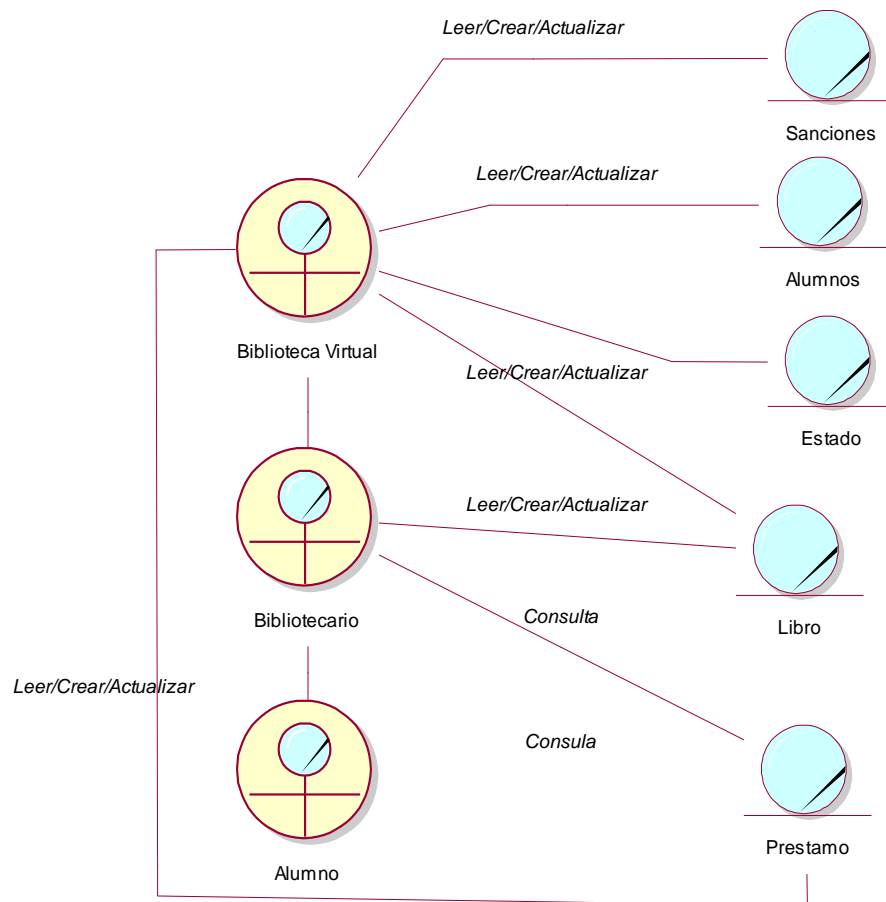 Leer/Crear/Actualizar
Sanciones
Leer/Crear/Actualizar
Alumnos
Biblioteca Virtual
Leer/Crear/Actualizar
Estado
Leer/Crear/Actualizar
Bibliotecario
Consulta
Libro
Leer/Crear/Actualizar
Consula
Prestamo
Alumno